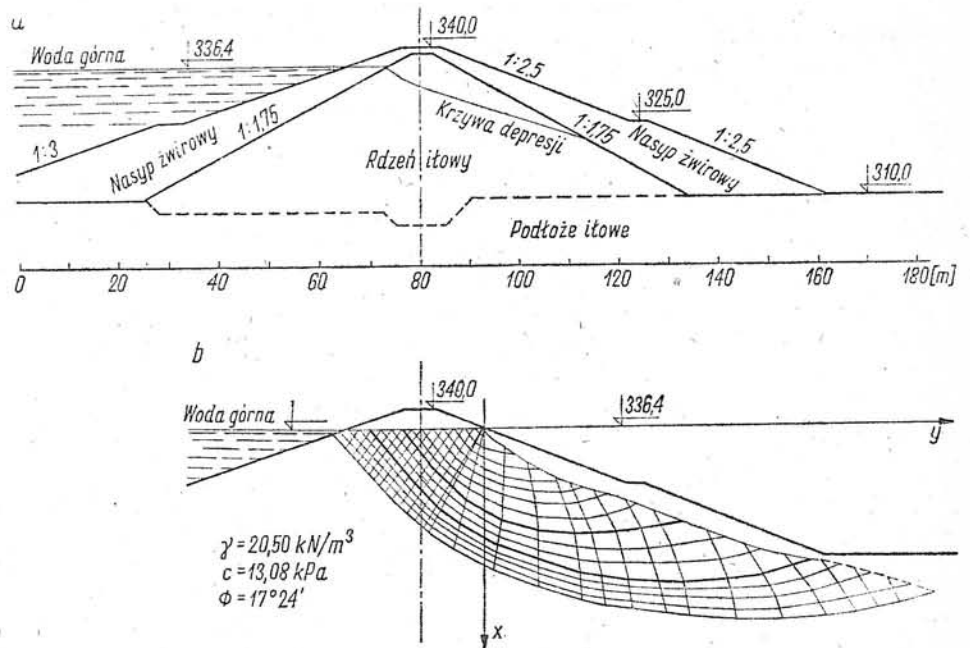 a
Woda górna
336,4
340,0
1:2,5
325,0
1:2,5
1:3
Nasyp żwirowy
1:1,75
Krzywa depresji
1:1,75
Nasyp żwirowy
Rdzeń iłowy
310,0
Podłoże iłowe
0 20 40 60 80 100 120 140 160 180[m]
b
Woda górna
340,0
336,4
y
γ=20,50 kN/m³
c=13,08 kPa
Φ=17°24'
x